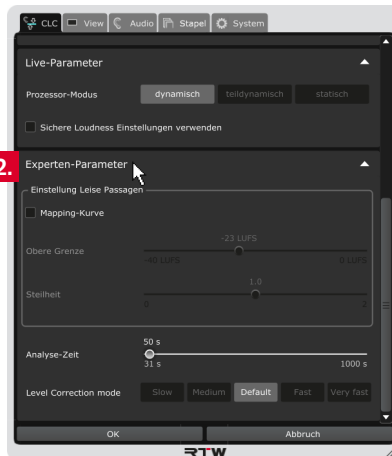 CLC View Audio Stapel System
Live-Parameter
Prozessor-Modus dynamisch teildynamisch statisch
Sichere Loudness Einstellungen verwenden
2. Experten-Parameter
Einstellung Leise Passagen
Mapping-Kurve
-23 LUFS
Obere Grenze
-40 LUFS 0 LUFS
1.0
Steilheit
0 2
50 s
Analyse-Zeit
31 s 1000 s
Level Correction mode Slow Medium Default Fast Very fast
OK Abbruch
RTW